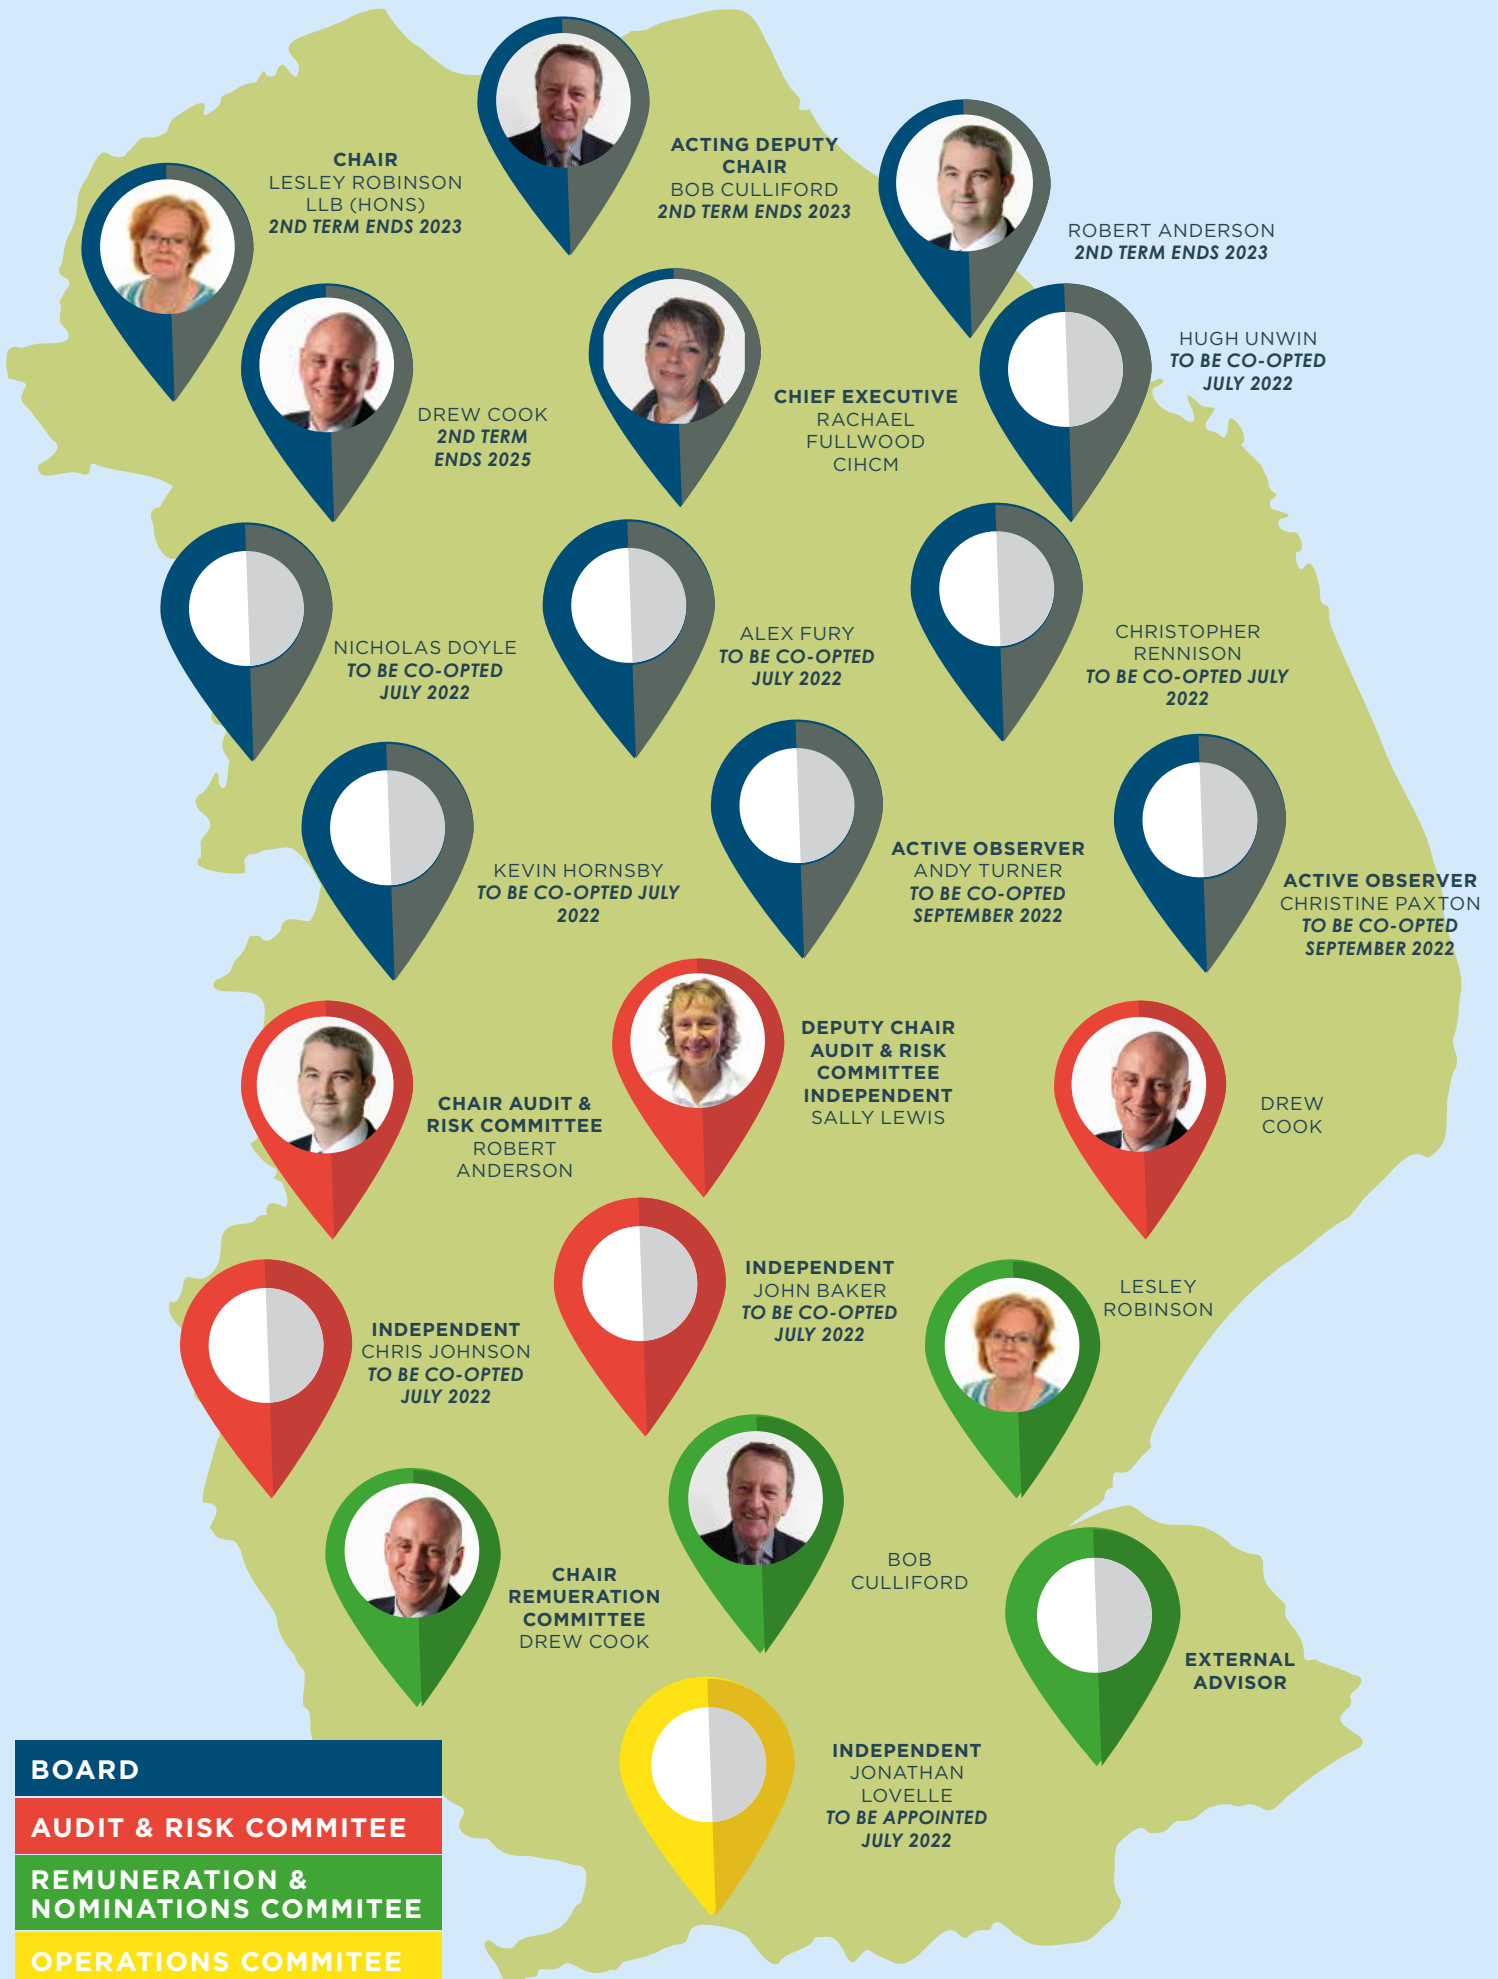 CHAIR
LESLEY ROBINSON
LLB (HONS)
2ND TERM ENDS 2023
ACTING DEPUTY
CHAIR
BOB CULLIFORD
2ND TERM ENDS 2023
ROBERT ANDERSON
2ND TERM ENDS 2023
DREW COOK
2ND TERM
ENDS 2025
CHIEF EXECUTIVE
RACHAEL
FULLWOOD
CIHCM
HUGH UNWIN
TO BE CO-OPTED
JULY 2022
NICHOLAS DOYLE
TO BE CO-OPTED
JULY 2022
ALEX FURY
TO BE CO-OPTED
JULY 2022
CHRISTOPHER
RENNISON
TO BE CO-OPTED JULY
2022
KEVIN HORNSBY
TO BE CO-OPTED JULY
2022
ACTIVE OBSERVER
ANDY TURNER
TO BE CO-OPTED
SEPTEMBER 2022
ACTIVE OBSERVER
CHRISTINE PAXTON
TO BE CO-OPTED
SEPTEMBER 2022
CHAIR AUDIT &
RISK COMMITTEE
ROBERT
ANDERSON
DEPUTY CHAIR
AUDIT & RISK
COMMITTEE
INDEPENDENT
SALLY LEWIS
DREW
COOK
INDEPENDENT
CHRIS JOHNSON
TO BE CO-OPTED
JULY 2022
INDEPENDENT
JOHN BAKER
TO BE CO-OPTED
JULY 2022
LESLEY
ROBINSON
CHAIR
REMUERATION
COMMITTEE
DREW COOK
BOB
CULLIFORD
EXTERNAL
ADVISOR
INDEPENDENT
JONATHAN
LOVELLE
TO BE APPOINTED
JULY 2022
BOARD
AUDIT & RISK COMMITEE
REMUNERATION &
NOMINATIONS COMMITEE
OPERATIONS COMMITEE